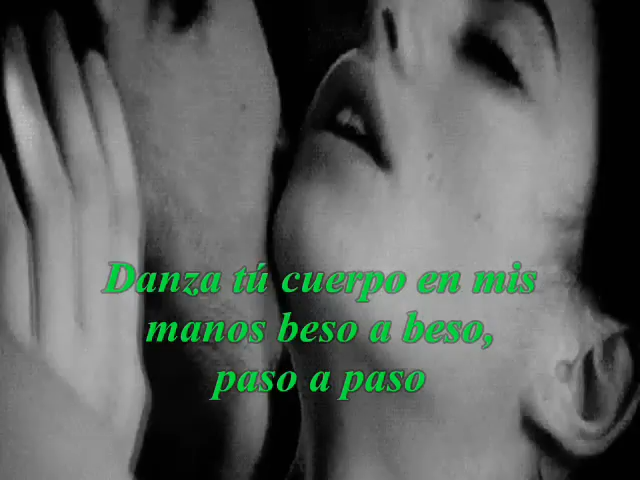 Danza tú cuerpo en mis
manos beso a beso,
paso a paso